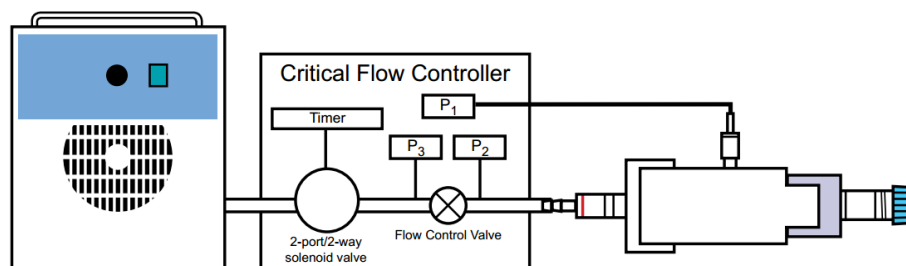 Critical Flow Controller
P1
Timer
P3
P2
2-port/2-way
solenoid valve
Flow Control Valve